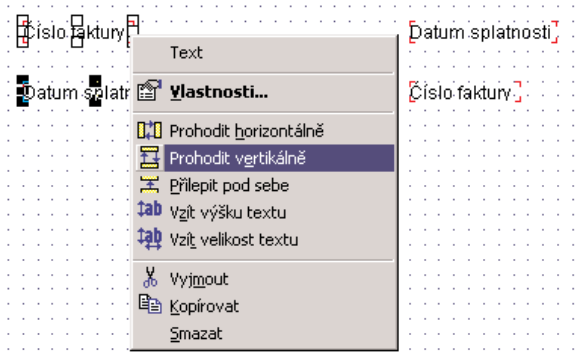 Číslo faktury
Datum splatnosti
Text
Datum splatn
Vlastnosti...
Číslo faktury
Prohodit horizontálně
Prohodit vertikálně
Přilepit pod sebe
Vzít výšku textu
Vzít velikost textu
Vyjmout
Kopírovat
Smazat